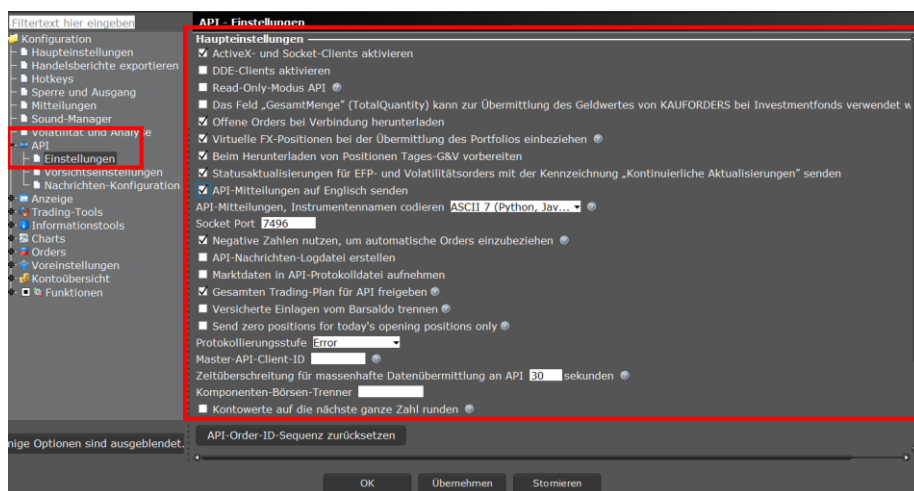 Filtertext hier eingeben
Konfiguration
Haupteinstellungen
Handelsberichte exportieren
Hotkeys
Sperre und Ausgang
Mitteilungen
Sound-Manager
Volatilität und Analyse
API
Einstellungen
Vorsichtseinstellungen
Nachrichten-Konfiguration
Anzeige
Trading-Tools
Informationstools
Charts
Orders
Voreinstellungen
Kontoübersicht
Funktionen
nige Optionen sind ausgeblendet.
API - Einstellungen
Haupteinstellungen
ActiveX- und Socket-Clients aktivieren
DDE-Clients aktivieren
Read-Only-Modus API
Das Feld „GesamtMenge" (TotalQuantity) kann zur Übermittlung des Geldwertes von KAUFORDERS bei Investmentfonds verwendet w
Offene Orders bei Verbindung herunterladen
Virtuelle FX-Positionen bei der Übermittlung des Portfolios einbeziehen
Beim Herunterladen von Positionen Tages-G&V vorbereiten
Statusaktualisierungen für EFP- und Volatilitätsorders mit der Kennzeichnung „Kontinuierliche Aktualisierungen" senden
API-Mitteilungen auf Englisch senden
API-Mitteilungen, Instrumentennamen codieren ASCII 7 (Python, Jav...
Socket Port 7496
Negative Zahlen nutzen, um automatische Orders einzubeziehen
API-Nachrichten-Logdatei erstellen
Marktdaten in API-Protokolldatei aufnehmen
Gesamten Trading-Plan für API freigeben
Versicherte Einlagen vom Barsaldo trennen
Send zero positions for today's opening positions only
Protokollierungsstufe Error
Master-API-Client-ID
Zeitüberschreitung für massenhafte Datenübermittlung an API 30 sekunden
Komponenten-Börsen-Trenner
Kontowerte auf die nächste ganze Zahl runden
API-Order-ID-Sequenz zurücksetzen
OK Übernehmen Stornieren